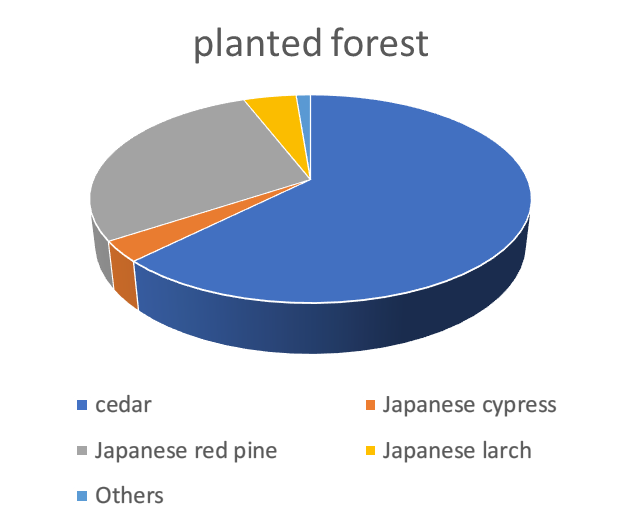 planted forest
cedar
Japanese cypress
Japanese red pine
Japanese larch
Others